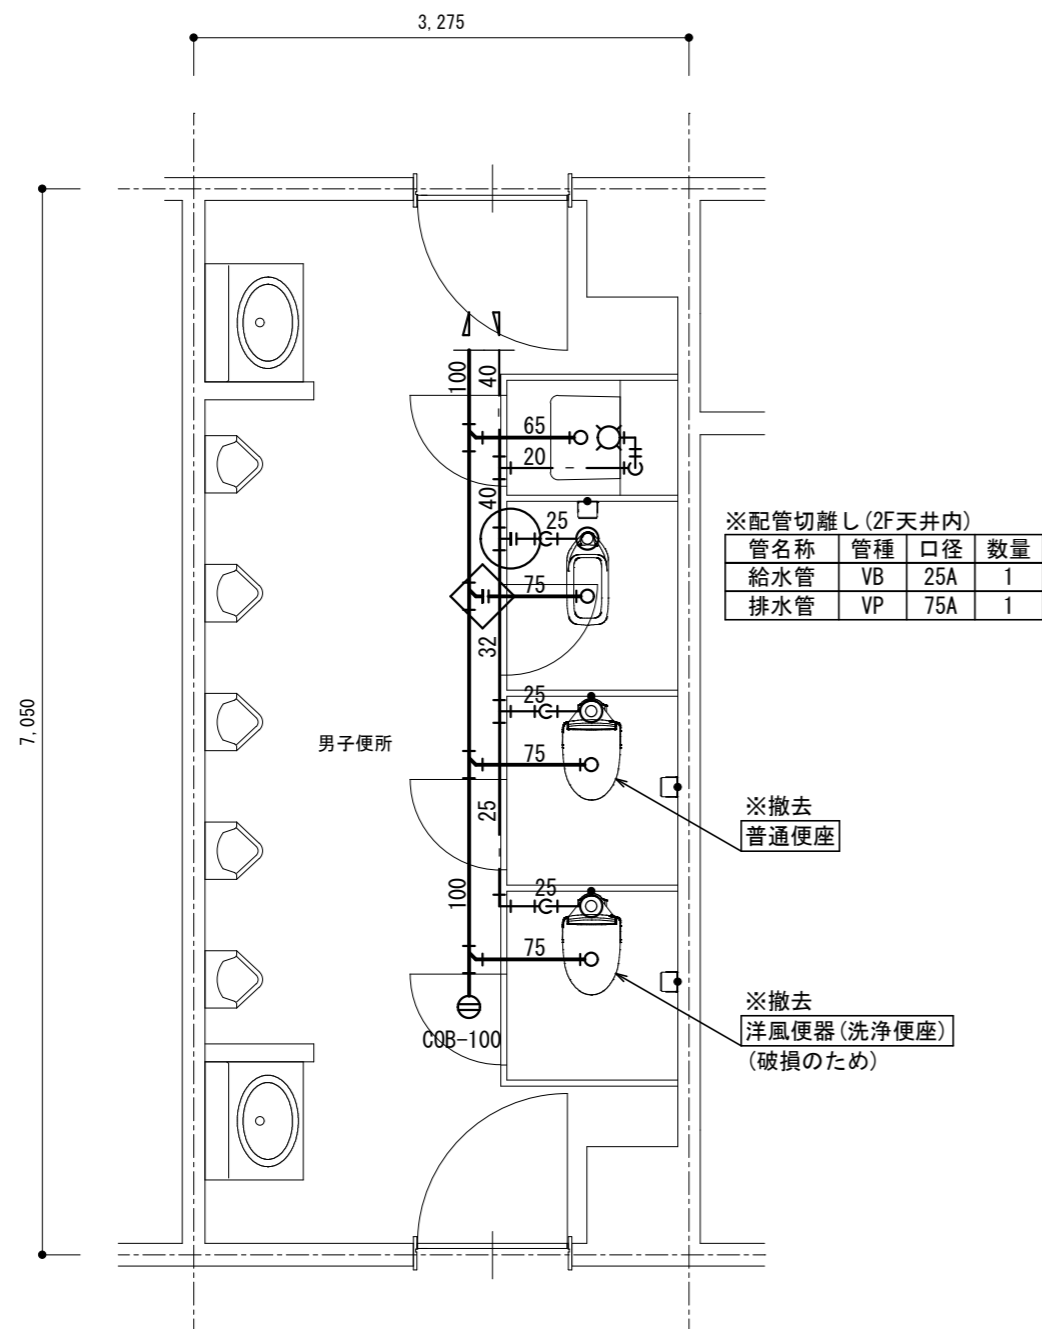 3,275
100
40
65
20
40
25
※配管切離し(2F天井内)
管名称 管種 口径 数量
給水管 VB 25A 1
排水管 VP 75A 1
75
32
25
7,050
男子便所
75
25
※撤去
普通便座
100
25
75
※撤去
洋風便器(洗浄便座)
(破損のため)
COB-100